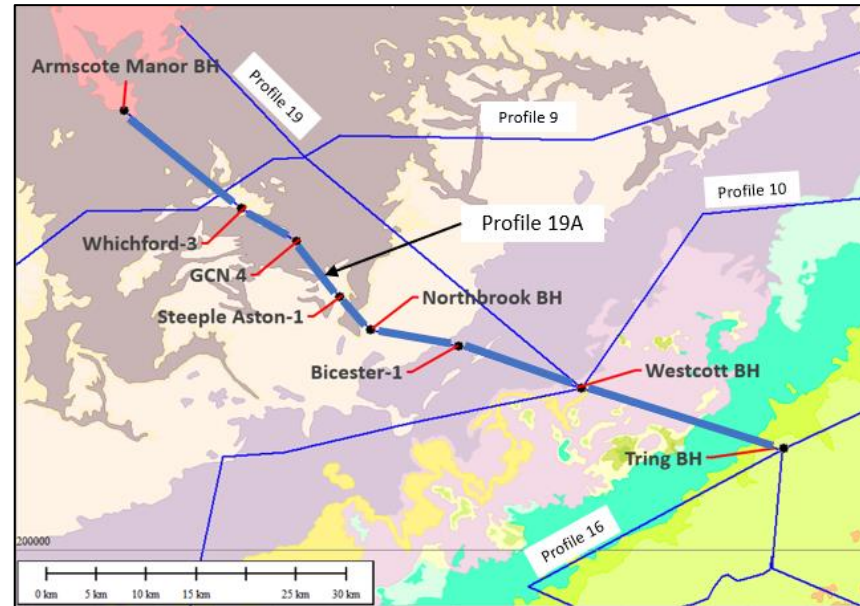 Armscote Manor BH
Profile 19
Profile 9
Profile 10
Whichford-3
Profile 19A
GCN 4
Steeple Aston-1
Northbrook BH
Bicester-1
Westcott BH
Tring BH
Profile 16
200000
0 km 5 km 10 km 15 km 25 km 30 km